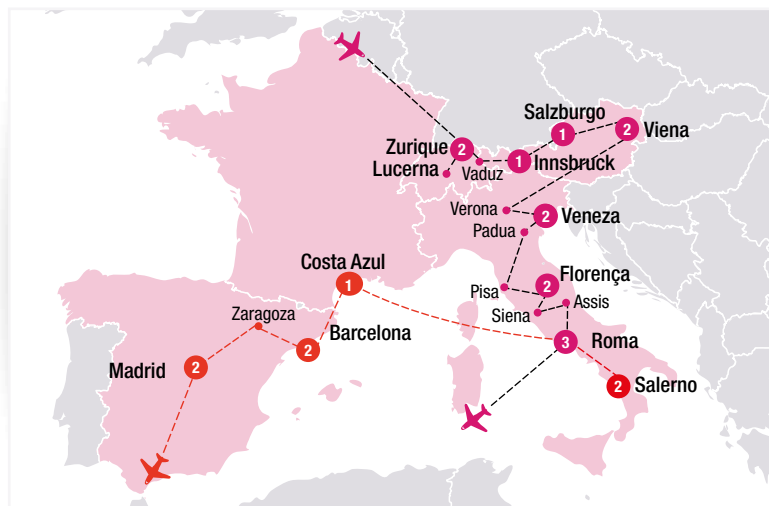 Salzburgo
1
2
Viena
Zurique
2
Lucerna
Vaduz
1
Innsbruck
Verona
2
Veneza
Padua
Costa Azul
1
Florença
2
Pisa
Siena
Assis
Zaragoza
Barcelona
2
Madrid
2
Roma
3
Salerno
2